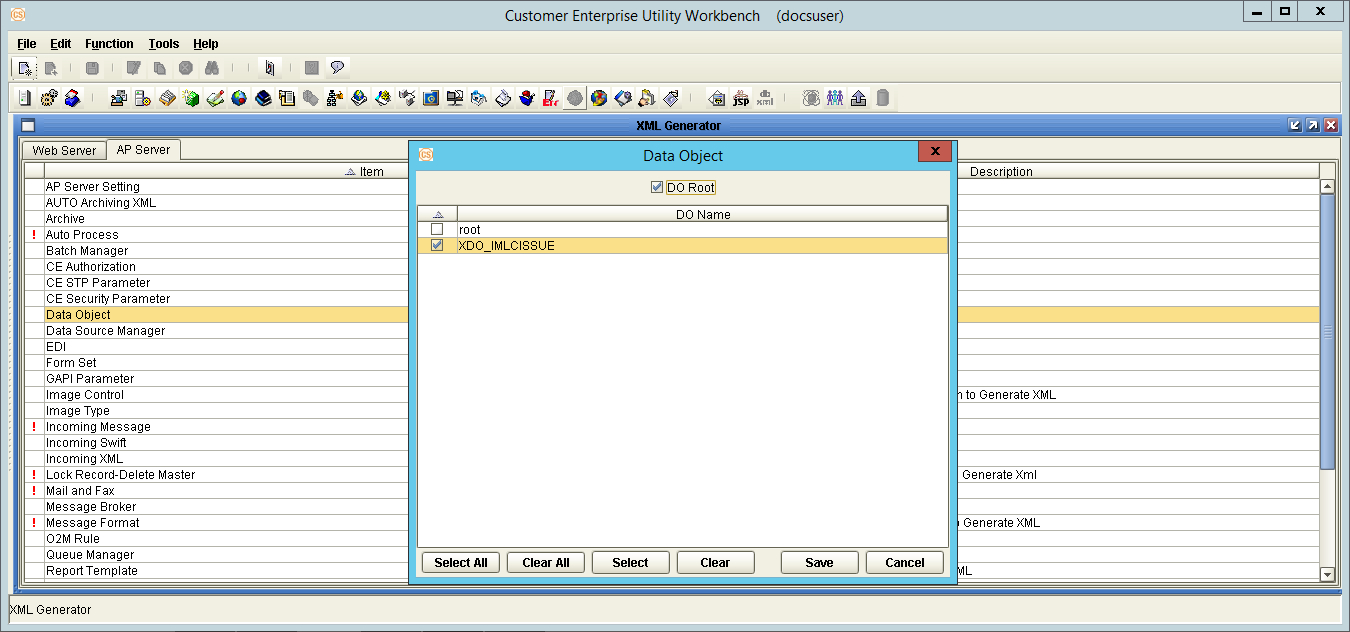 Customer Enterprise Utility Workbench (docsuser)
File Edit Function Tools Help
XML Generator
Web Server AP Server
Item Description
AP Server Setting
AUTO Archiving XML
Archive
! Auto Process
Batch Manager
CE Authorization
CE STP Parameter
CE Security Parameter
Data Object
Data Source Manager
EDI
Form Set
GAPI Parameter
Image Control to Generate XML
Image Type
! Incoming Message
Incoming Swift
Incoming XML
! Lock Record-Delete Master Generate Xml
! Mail and Fax
Message Broker
! Message Format Generate XML
O2M Rule
Queue Manager
Report Template ML
Data Object
DO Root
DO Name
root
XDO_IMLCISSUE
Select All Clear All Select Clear Save Cancel
XML Generator